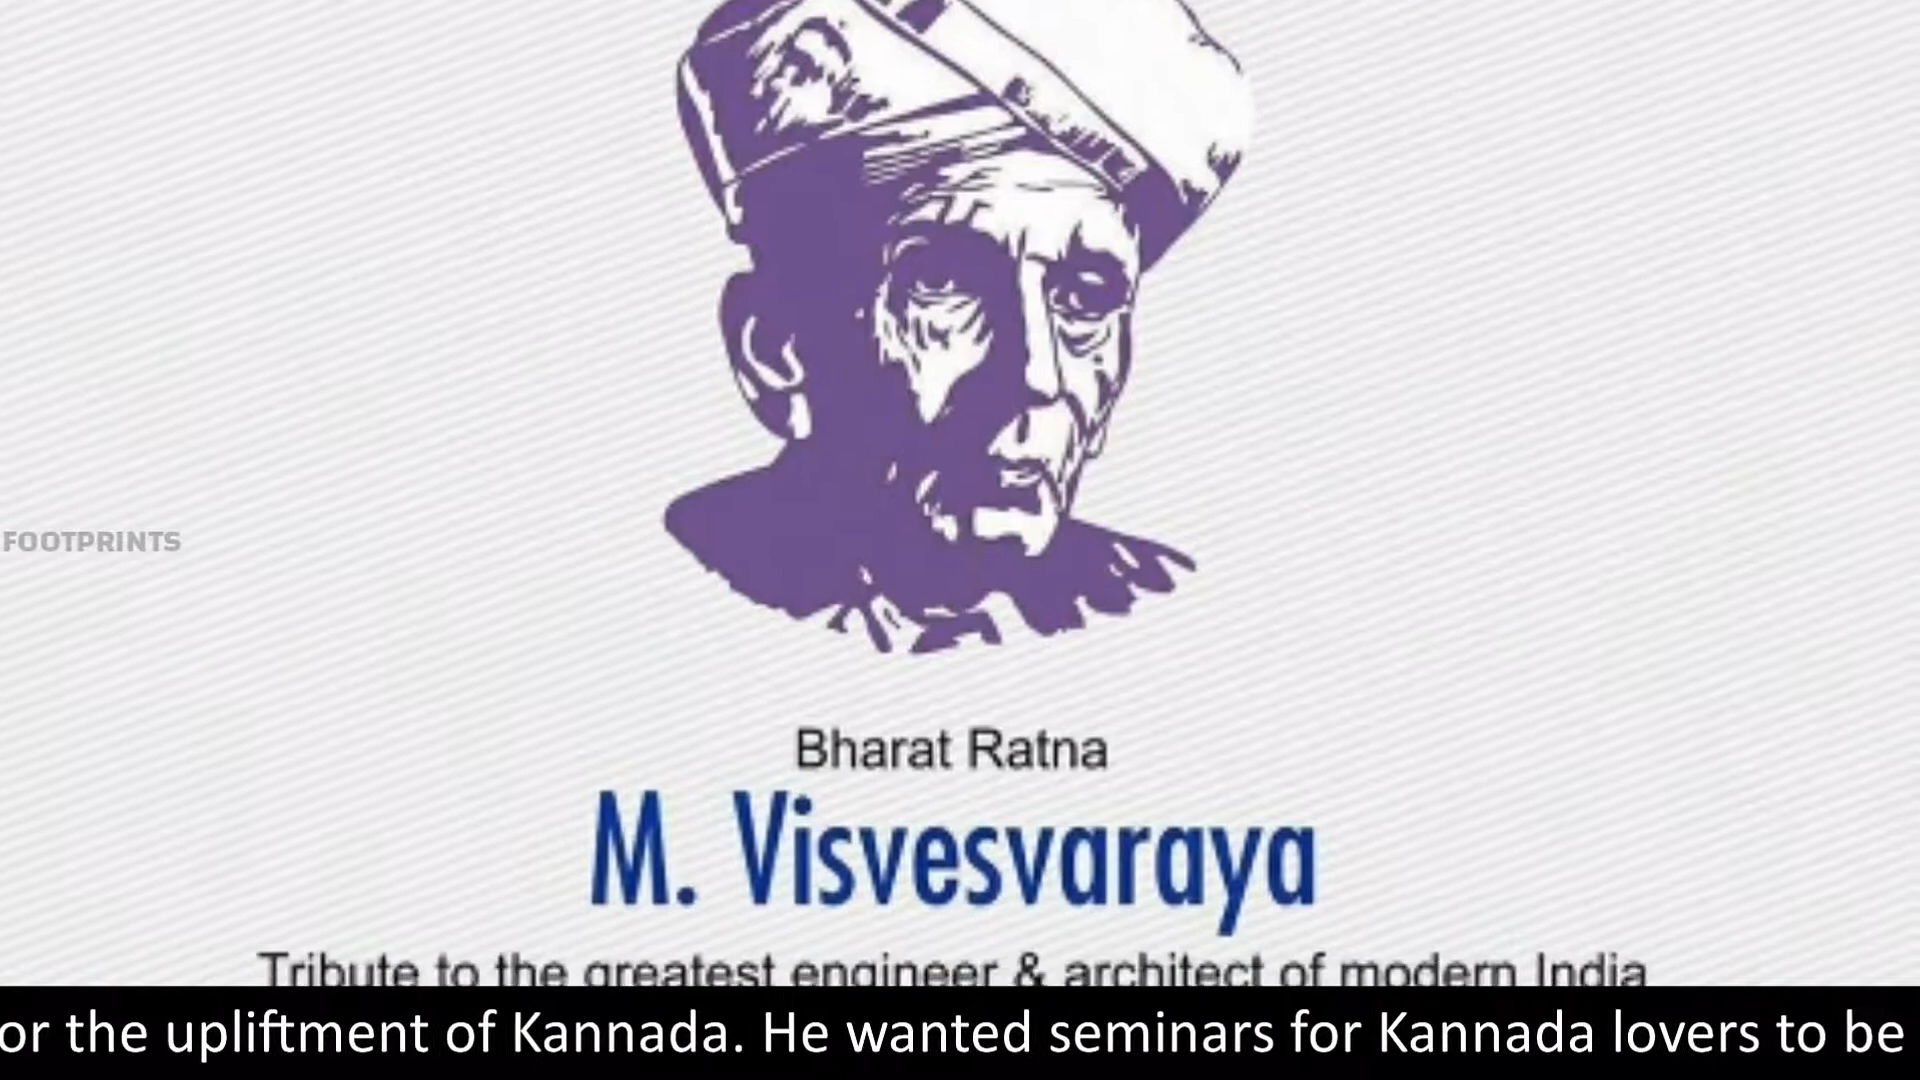 FOOTPRINTS
Bharat Ratna
M. Visvesvaraya
Tribute to the greatest engineer & architect of modern India
or the upliftment of Kannada. He wanted seminars for Kannada lovers to be